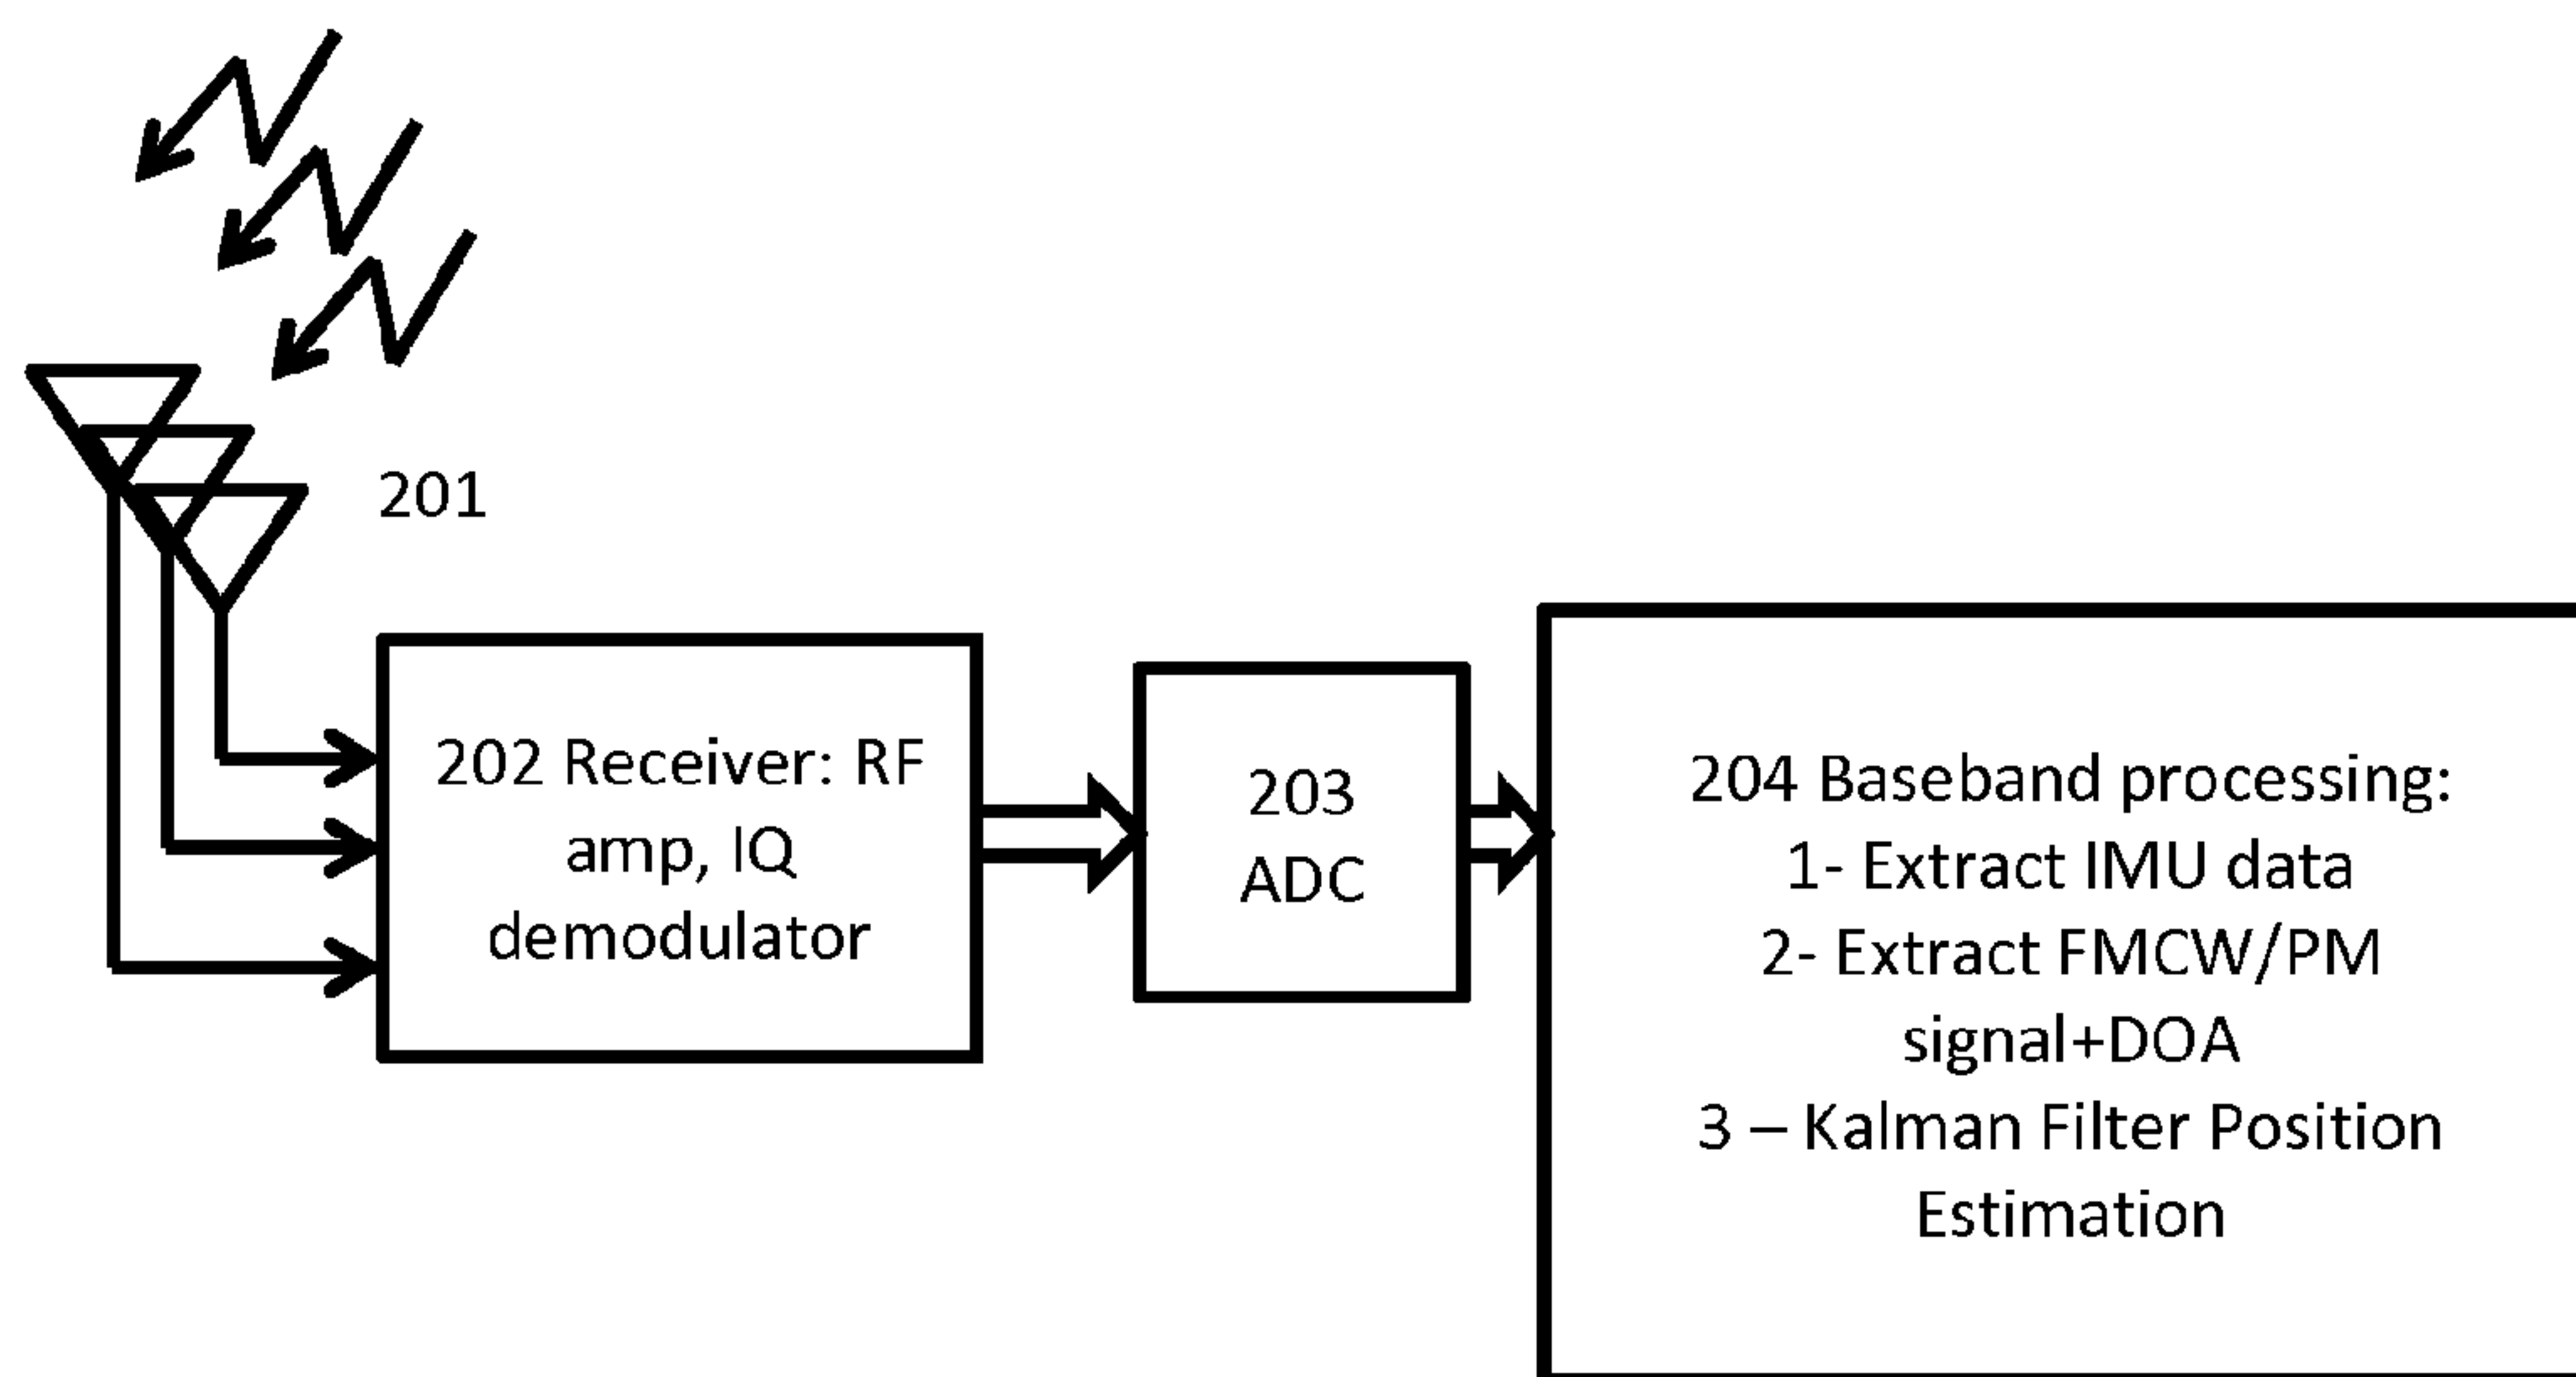 201
202 Receiver: RF
amp, IQ
demodulator
203
ADC
204 Baseband processing:
1- Extract IMU data
2- Extract FMCW/PM
signal+DOA
3 – Kalman Filter Position
Estimation